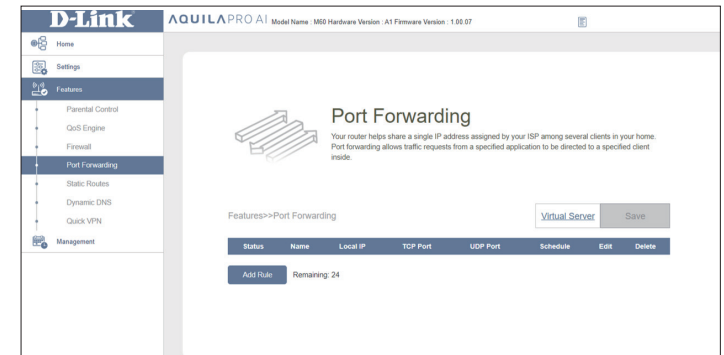 D-Link
AQUILA PRO AI Model Name : M60 Hardware Version : A1 Firmware Version : 1.00.07
Home
Settings
Features
Parental Control
QoS Engine
Firewall
Port Forwarding
Static Routes
Dynamic DNS
Quick VPN
Management
Port Forwarding
Your router helps share a single IP address assigned by your ISP among several clients in your home.
Port forwarding allows traffic requests from a specified application to be directed to a specified client
inside.
Features>>Port Forwarding
Virtual Server
Save
Status Name Local IP TCP Port UDP Port Schedule Edit Delete
Add Rule Remaining: 24